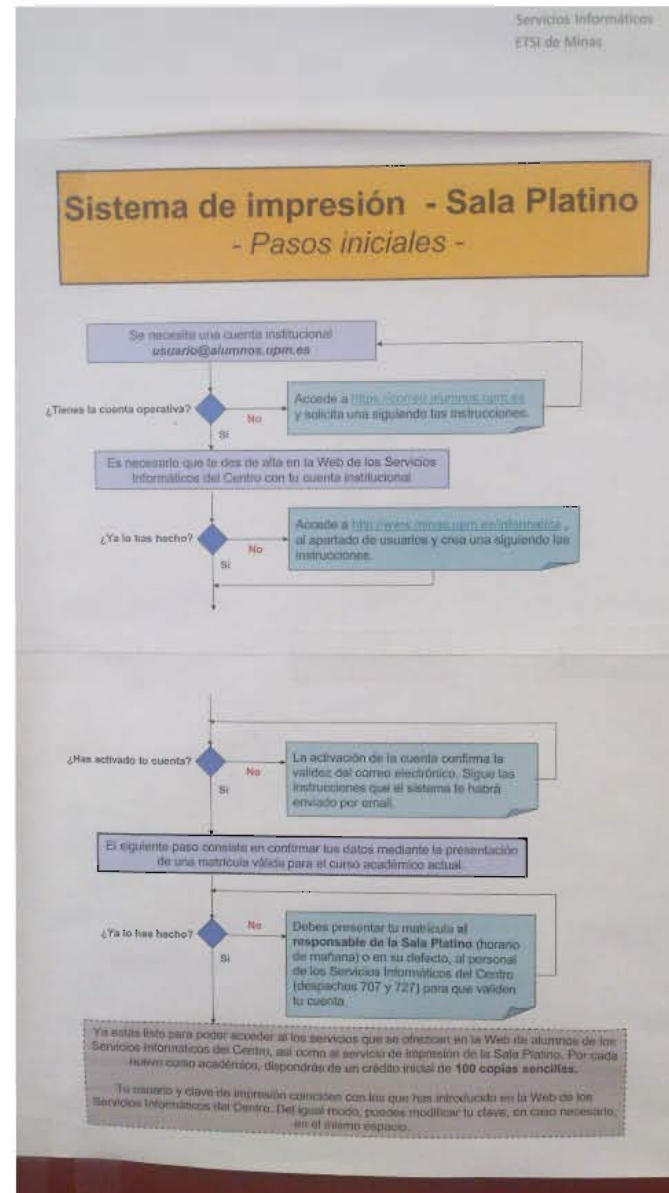 Servicios Informáticos
ETSI de Minas
Sistema de impresión - Sala Platino
- Pasos iniciales -
Se necesita una cuenta institucional
usuario@alumnos.upm.es
¿Tienes la cuenta operativa?
No
Accede a https://correo.alumnos.upm.es
y solicita una siguiendo las instrucciones.
Si
Es necesario que te des de alta en la Web de los Servicios
Informáticos del Centro con tu cuenta institucional
¿Ya lo has hecho?
No
Accede a http://www.minas.upm.es/informatica ,
al apartado de usuarios y crea una siguiendo las
instrucciones.
Si
¿Has activado tu cuenta?
No
La activación de la cuenta confirma la
validez del correo electrónico. Sigue las
instrucciones que el sistema te habrá
enviado por email.
Si
El siguiente paso consiste en confirmar tus datos mediante la presentación
de una matrícula válida para el curso académico actual.
¿Ya lo has hecho?
No
Debes presentar tu matrícula al
responsable de la Sala Platino (horario
de mañana) o en su defecto, al personal
de los Servicios Informáticos del Centro
(despachos 707 y 727) para que validen
tu cuenta.
Si
Ya estás listo para poder acceder a los servicios que se ofrezcan en la Web de alumnos de los
Servicios Informáticos del Centro, así como al servicio de impresión de la Sala Platino. Por cada
nuevo curso académico, dispondrás de un crédito inicial de 100 copias sencillas.
Tu usuario y clave de impresión coinciden con los que has introducido en la Web de los
Servicios Informáticos del Centro. Del igual modo, puedes modificar tu clave, en caso necesario,
en el mismo espacio.